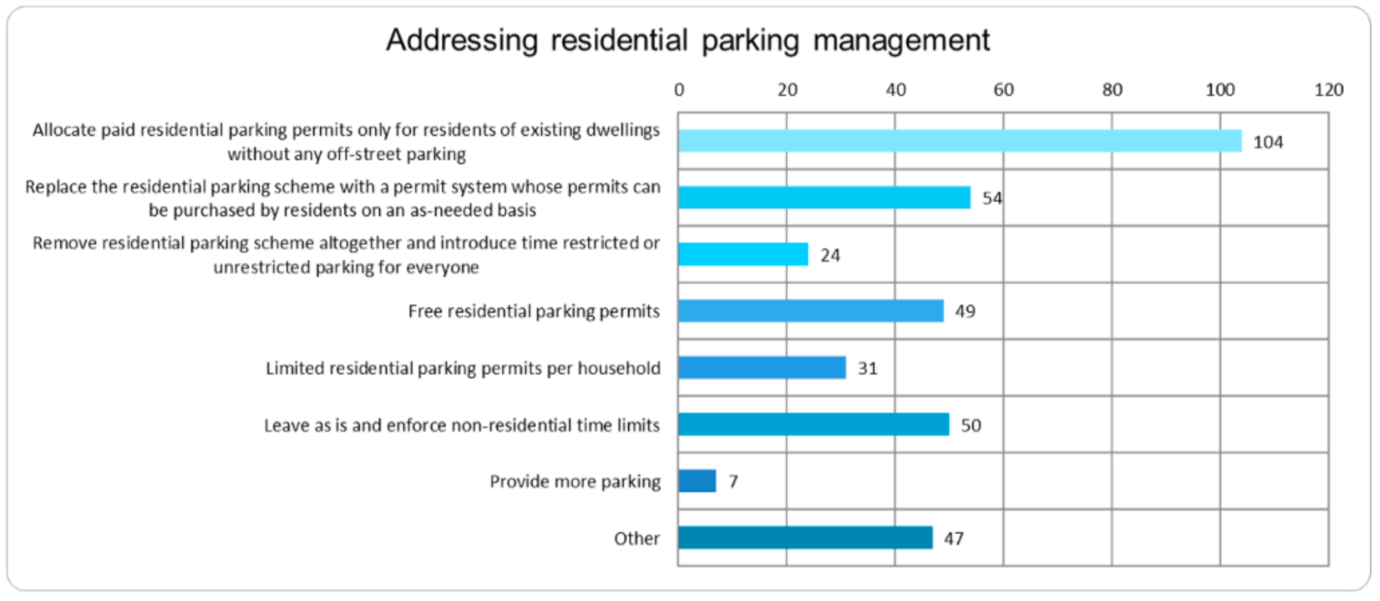 Addressing residential parking management
0 20 40 60 80 100 120
Allocate paid residential parking permits only for residents of existing dwellings
without any off-street parking
104
Replace the residential parking scheme with a permit system whose permits can
be purchased by residents on an as-needed basis
54
Remove residential parking scheme altogether and introduce time restricted or
unrestricted parking for everyone
24
Free residential parking permits
49
Limited residential parking permits per household
31
Leave as is and enforce non-residential time limits
50
Provide more parking
7
Other
47